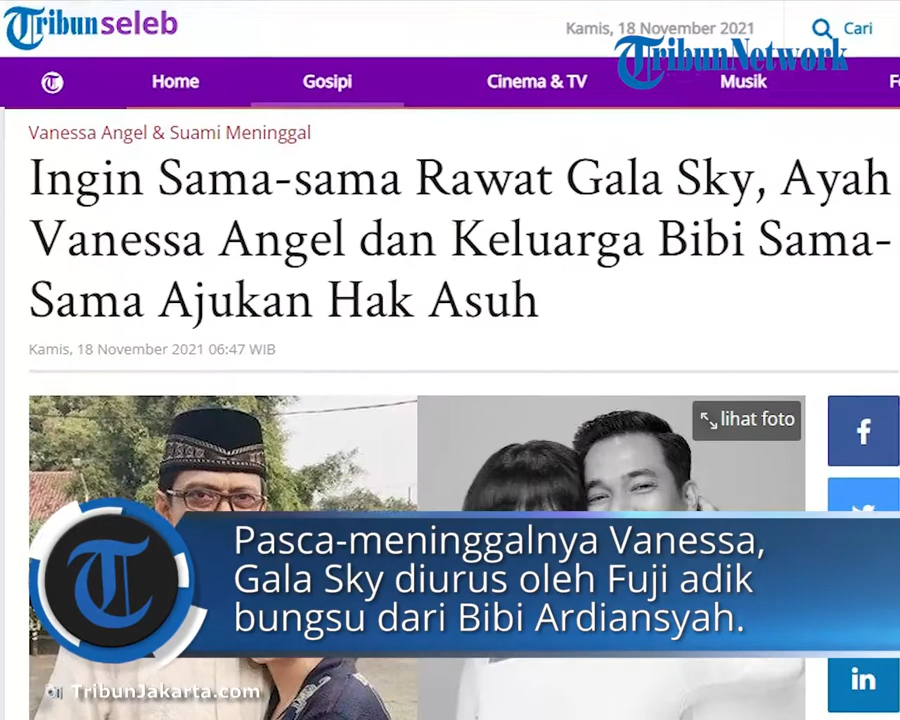 Tribunseleb
Kamis, 18 November 2021
Cari
TribunNetwork
Home
Gosipi
Cinema & TV
Musik
Vanessa Angel & Suami Meninggal
Ingin Sama-sama Rawat Gala Sky, Ayah
Vanessa Angel dan Keluarga Bibi Sama-
Sama Ajukan Hak Asuh
Kamis, 18 November 2021 06:47 WIB
lihat foto
Pasca-meninggalnya Vanessa,
Gala Sky diurus oleh Fuji adik
bungsu dari Bibi Ardiansyah.
TribunJakarta.com